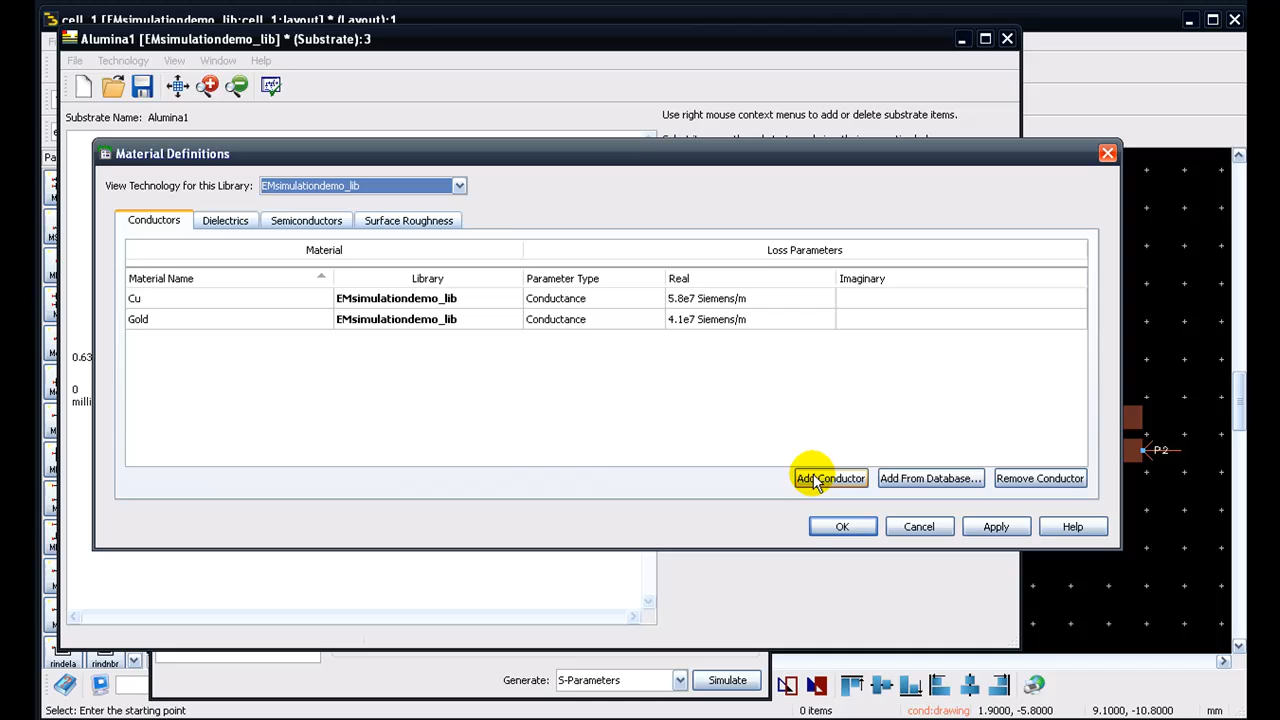 cell_1 [EMsimulationdemo_lib:cell_1:layout] * (Layout):1
Alumina1 [EMsimulationdemo_lib] * (Substrate):3
File Technology View Window Help
Substrate Name: Alumina1
Use right mouse context menus to add or delete substrate items.
Material Definitions
View Technology for this Library: EMsimulationdemo_lib
Conductors Dielectrics Semiconductors Surface Roughness
Material Loss Parameters
Material Name Library Parameter Type Real Imaginary
Cu EMsimulationdemo_lib Conductance 5.8e7 Siemens/m
Gold EMsimulationdemo_lib Conductance 4.1e7 Siemens/m
0.63
0
milli
P2
Add Conductor Add From Database... Remove Conductor
OK Cancel Apply Help
rindela rindnbr
Generate: S-Parameters Simulate
Select: Enter the starting point 0 items cond:drawing 1.9000, -5.8000 9.1000, -10.8000 mm